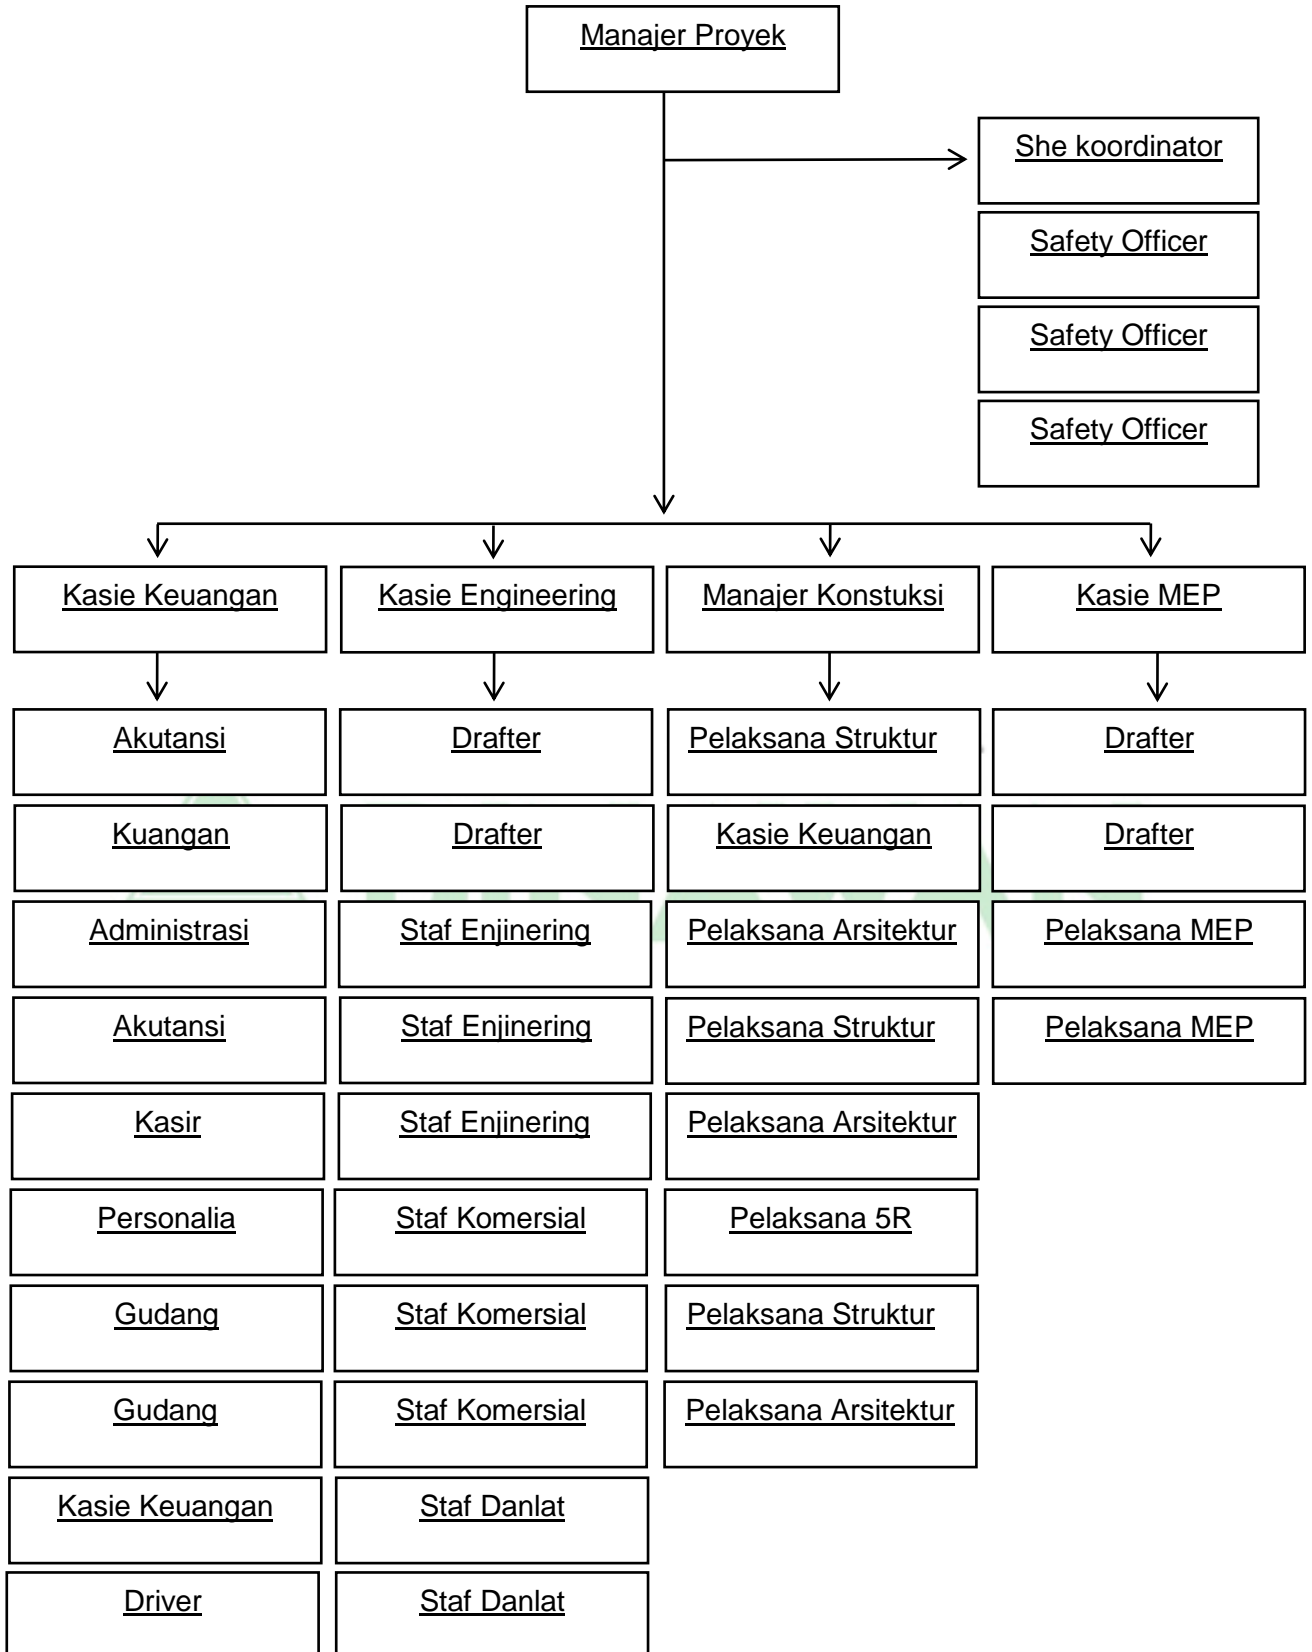 Manajer Proyek
She koordinator
Safety Officer
Safety Officer
Safety Officer
Kasie Keuangan
Kasie Engineering
Manajer Konstuksi
Kasie MEP
Akutansi
Drafter
Pelaksana Struktur
Drafter
Kuangan
Drafter
Kasie Keuangan
Drafter
Administrasi
Staf Enjinering
Pelaksana Arsitektur
Pelaksana MEP
Akutansi
Staf Enjinering
Pelaksana Struktur
Pelaksana MEP
Kasir
Staf Enjinering
Pelaksana Arsitektur
Personalia
Staf Komersial
Pelaksana 5R
Gudang
Staf Komersial
Pelaksana Struktur
Gudang
Staf Komersial
Pelaksana Arsitektur
Kasie Keuangan
Staf Danlat
Driver
Staf Danlat